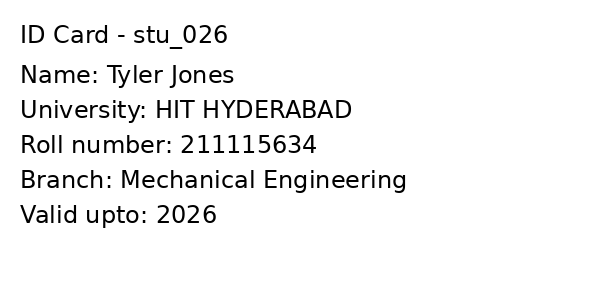 ID Card - stu_026
Name: Tyler Jones
University: HIT HYDERABAD
Roll number: 211115634
Branch: Mechanical Engineering
Valid upto: 2026